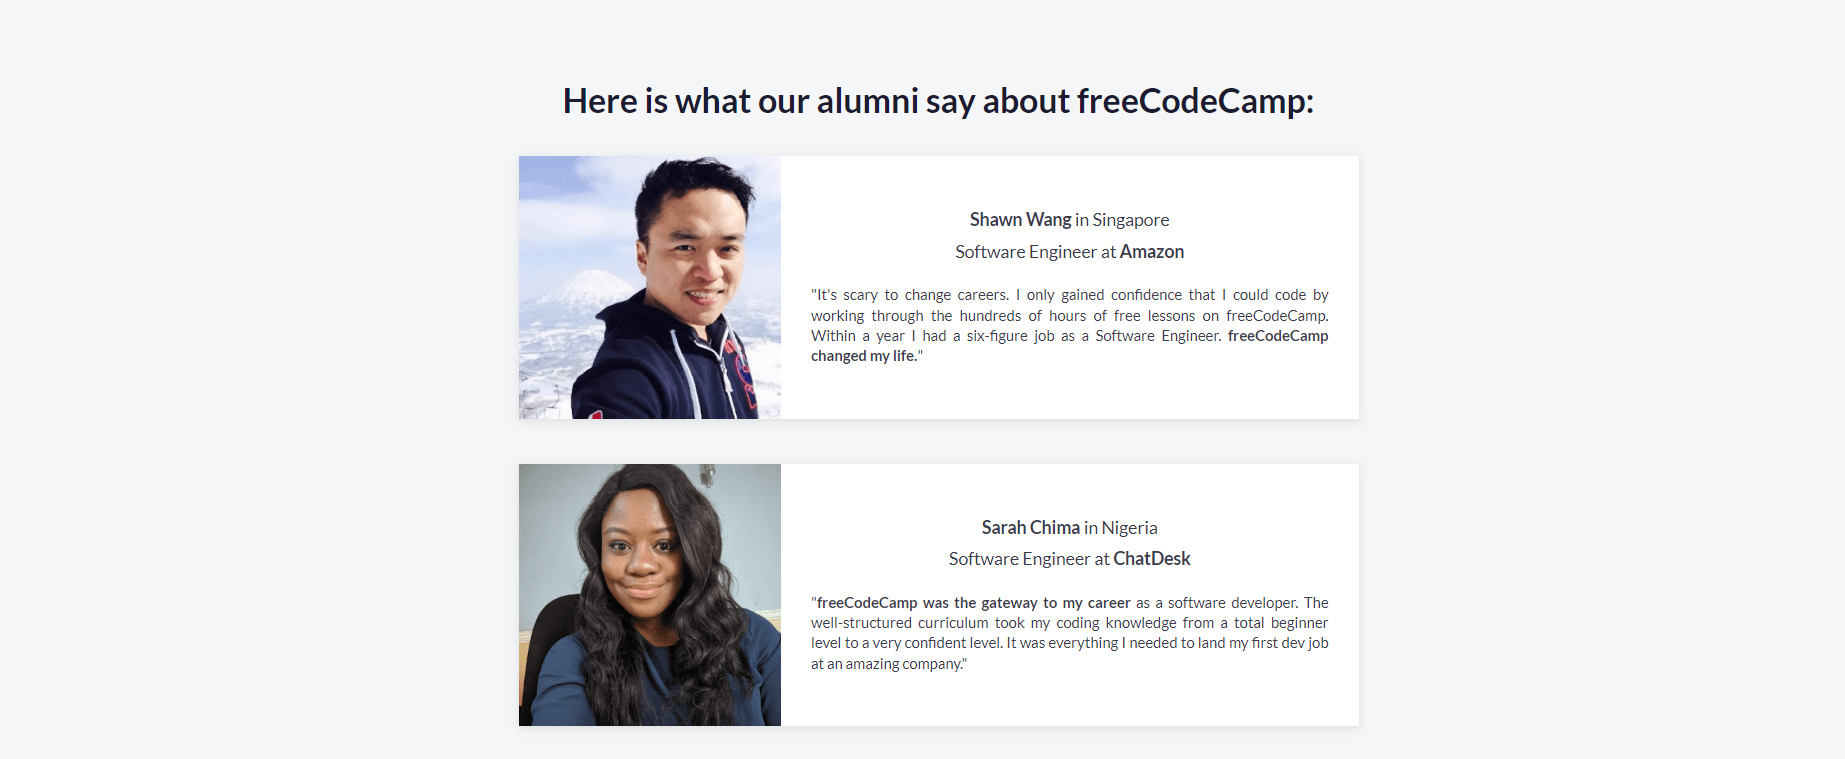 Here is what our alumni say about freeCodeCamp:
Shawn Wang in Singapore
Software Engineer at Amazon
"It's scary to change careers. I only gained confidence that I could code by
working through the hundreds of hours of free lessons on freeCodeCamp.
Within a year I had a six-figure job as a Software Engineer. freeCodeCamp
changed my life."
Sarah Chima in Nigeria
Software Engineer at ChatDesk
"freeCodeCamp was the gateway to my career as a software developer. The
well-structured curriculum took my coding knowledge from a total beginner
level to a very confident level. It was everything I needed to land my first dev job
at an amazing company."